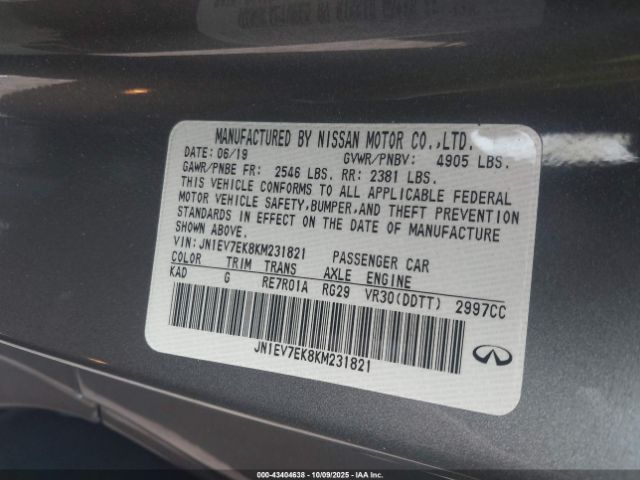 MANUFACTURED BY NISSAN MOTOR CO.,LTD.
DATE: 06/19 GVWR/PNBV: 4905 LBS.
GAWR/PNBE FR: 2546 LBS. RR: 2381 LBS.
THIS VEHICLE CONFORMS TO ALL APPLICABLE FEDERAL
MOTOR VEHICLE SAFETY,BUMPER,AND THEFT PREVENTION
STANDARDS IN EFFECT ON THE DATE OF MANUFACTURE
SHOWN ABOVE.
VIN: JN1EV7EK8KM231821 PASSENGER CAR
COLOR TRIM TRANS AXLE ENGINE
KAD G RE7R01A RG29 VR30(DDTT) 2997CC
JN1EV7EK8KM231821
000-43404638 - 10/09/2025 - IAAI.COM